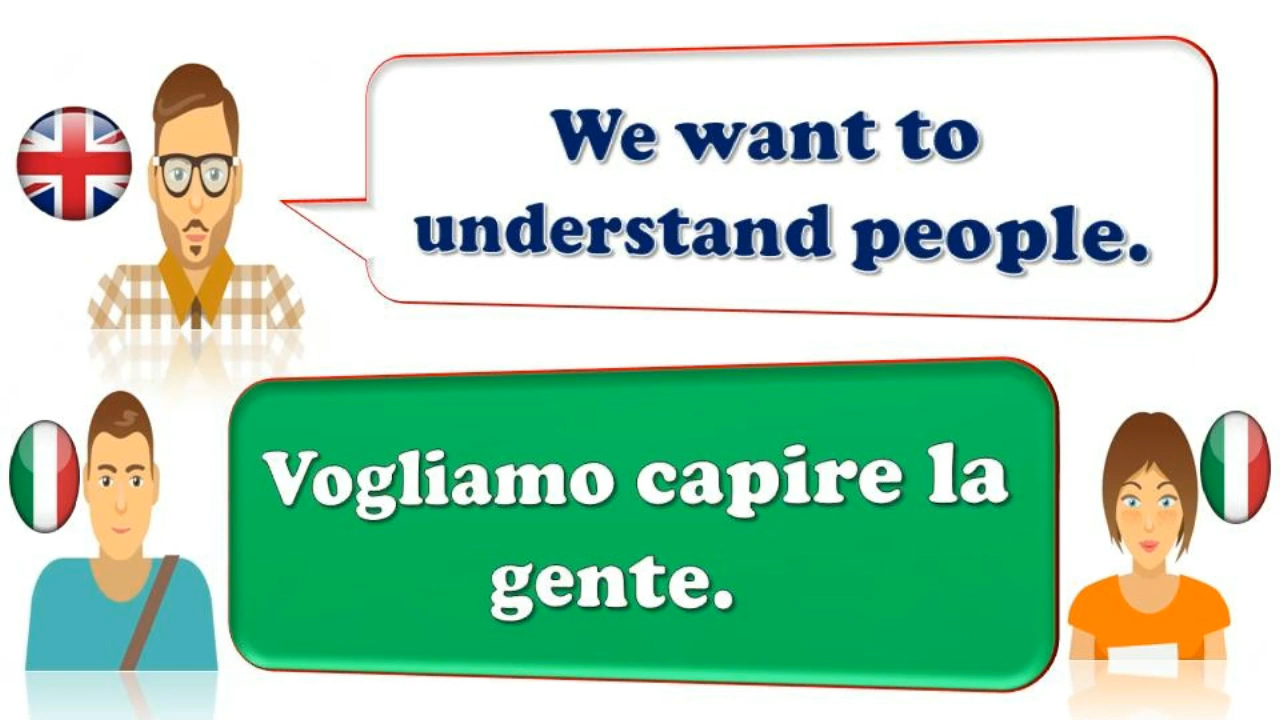 We want to
understand people.
Vogliamo capire la
gente.